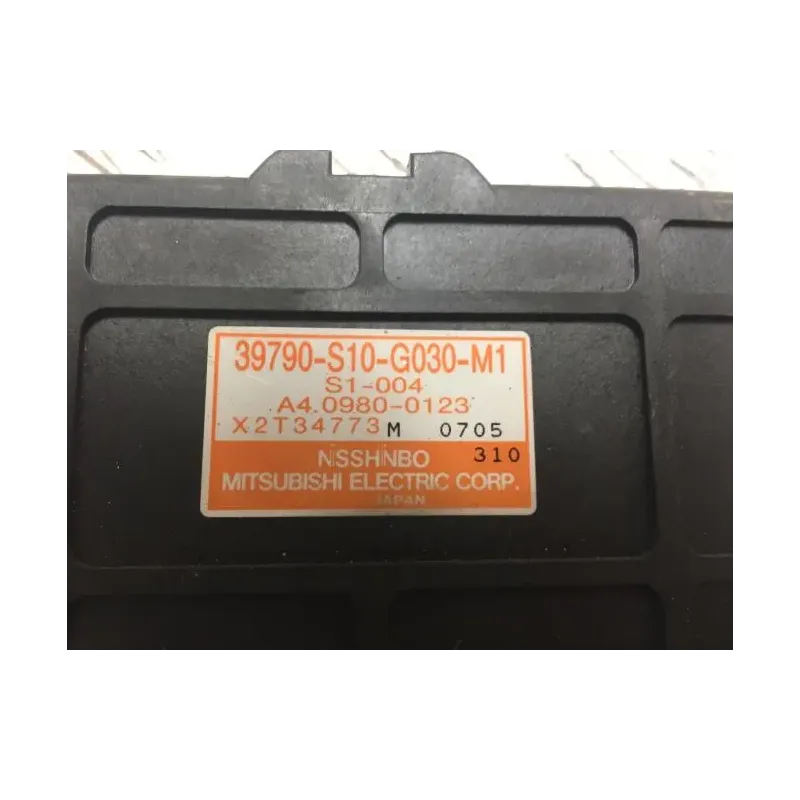 39790-S10-G030-M1
S1-004
A4.0980-0123
X2T34773 M 0705
NISSHINBO 310
MITSUBISHI ELECTRIC CORP.
JAPAN